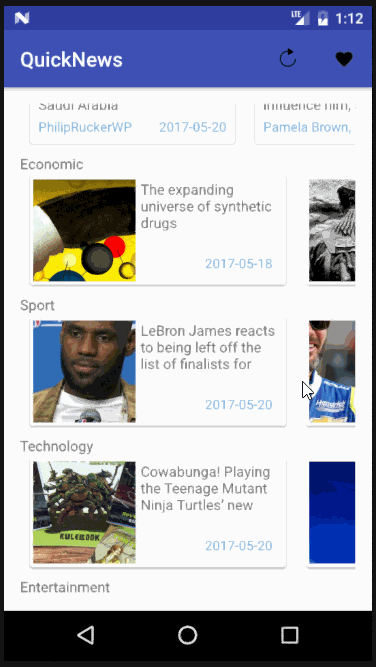 LTE 1:12
QuickNews
Saudi Arabia
PhilipRuckerWP 2017-05-20
influence him,
Pamela Brown,
Economic
The expanding
universe of synthetic
drugs
2017-05-18
Sport
LeBron James reacts
to being left off the
list of finalists for
2017-05-20
Technology
Cowabunga! Playing
the Teenage Mutant
Ninja Turtles’ new
2017-05-20
Entertainment